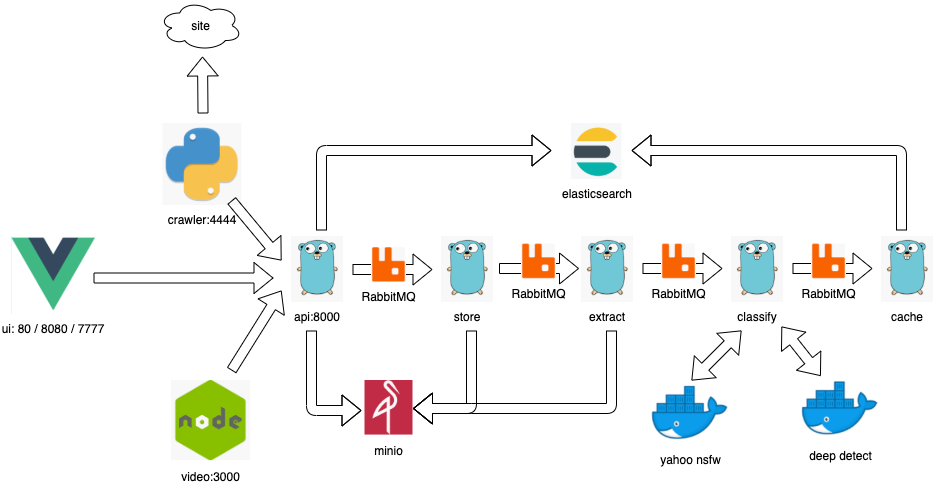 site
crawler:4444
elasticsearch
ui: 80 / 8080 / 7777
api:8000
RabbitMQ
store
RabbitMQ
extract
RabbitMQ
classify
RabbitMQ
cache
node
video:3000
minio
yahoo nsfw
deep detect